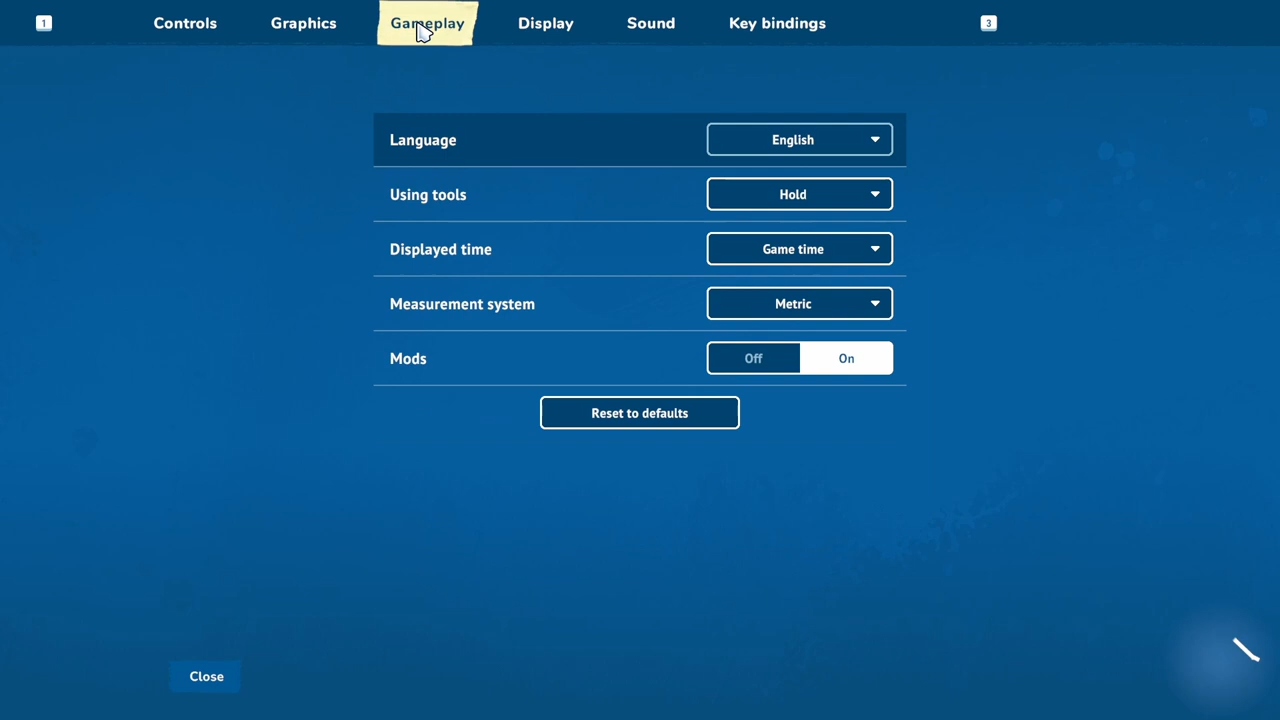 1
Controls
Graphics
Gameplay
Display
Sound
Key bindings
3
Language
English
Using tools
Hold
Displayed time
Game time
Measurement system
Metric
Mods
Off
On
Reset to defaults
Close